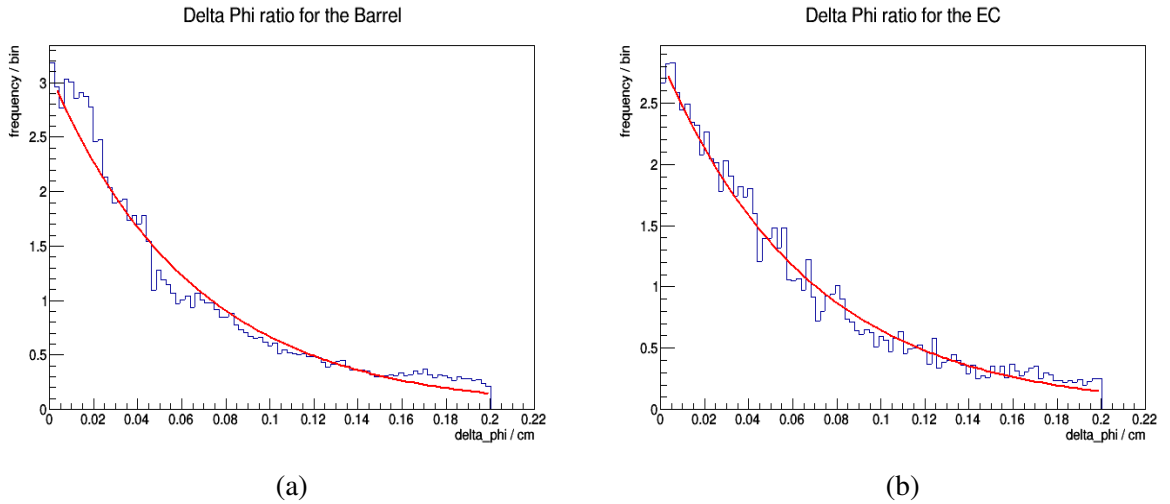 Delta Phi ratio for the Barrel
frequency / bin
3
2.5
2
1.5
1
0.5
0
0 0.02 0.04 0.06 0.08 0.1 0.12 0.14 0.16 0.18 0.2 0.22
delta_phi / cm
(a)
Delta Phi ratio for the EC
frequency / bin
2.5
2
1.5
1
0.5
0
0 0.02 0.04 0.06 0.08 0.1 0.12 0.14 0.16 0.18 0.2 0.22
delta_phi / cm
(b)